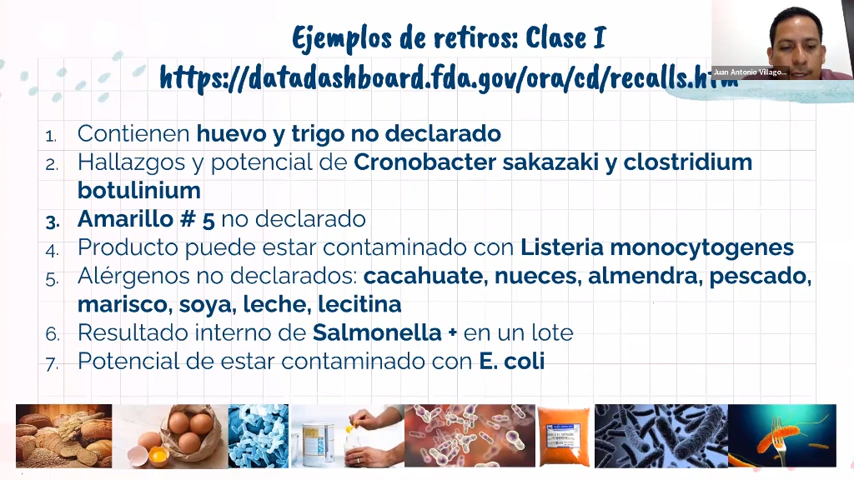 Ejemplos de retiros: Clase I
https://datadashboard.fda.gov/ora/cd/recalls.htm
Juan Antonio Villago...
1. Contienen huevo y trigo no declarado
2. Hallazgos y potencial de Cronobacter sakazaki y clostridium
botulinium
3. Amarillo # 5 no declarado
4. Producto puede estar contaminado con Listeria monocytogenes
5. Alérgenos no declarados: cacahuate, nueces, almendra, pescado,
marisco, soya, leche, lecitina
6. Resultado interno de Salmonella + en un lote
7. Potencial de estar contaminado con E. coli